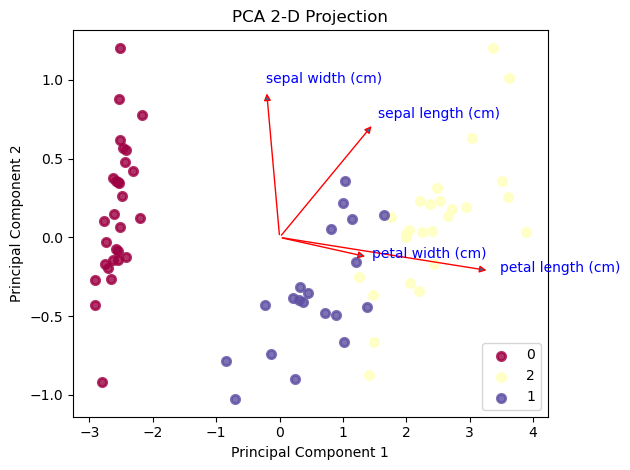 PCA 2-D Projection
Principal Component 2
1.0
0.5
0.0
−0.5
−1.0
sepal width (cm)
sepal length (cm)
petal width (cm)
petal length (cm)
0
2
1
−3
−2
−1
0
1
2
3
4
Principal Component 1